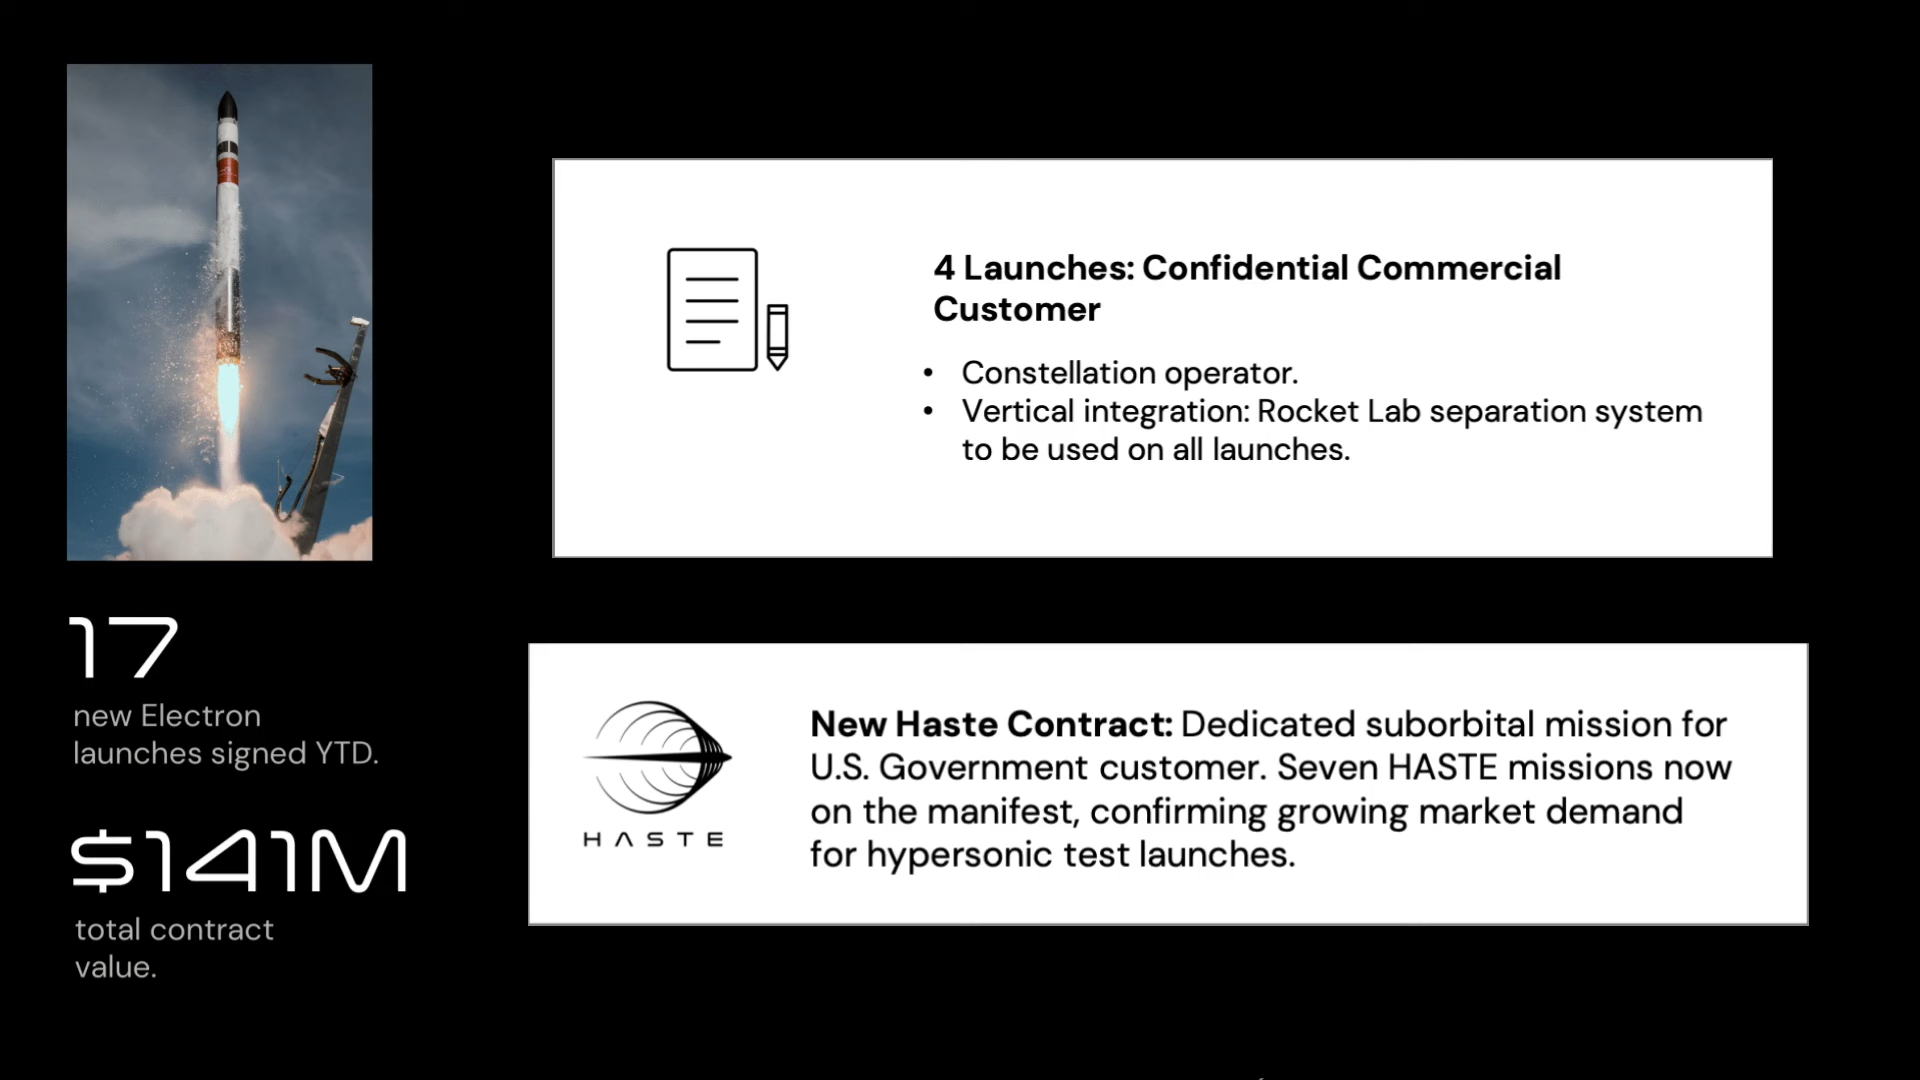 17
new Electron
launches signed YTD.
$141M
total contract
value.
4 Launches: Confidential Commercial
Customer
• Constellation operator.
• Vertical integration: Rocket Lab separation system
to be used on all launches.
HASTE
New Haste Contract: Dedicated suborbital mission for
U.S. Government customer. Seven HASTE missions now
on the manifest, confirming growing market demand
for hypersonic test launches.